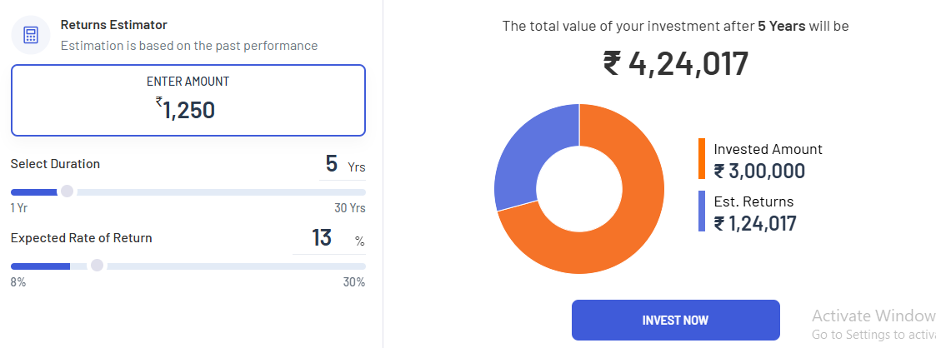 Returns Estimator
Estimation is based on the past performance
ENTER AMOUNT
₹1,250
Select Duration
5 Yrs
1 Yr
30 Yrs
Expected Rate of Return
13 %
8%
30%
The total value of your investment after 5 Years will be
₹ 4,24,017
Invested Amount
₹ 3,00,000
Est. Returns
₹ 1,24,017
INVEST NOW
Activate Window
Go to Settings to activa